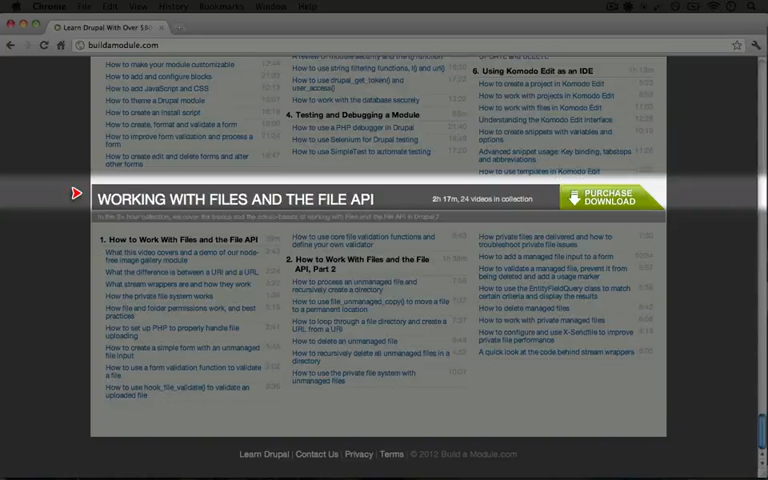 Chrome File Edit View History Bookmarks Window Help
Learn Drupal With Over $80
buildamodule.com
How to make your module customizable 12:44
How to add and configure blocks
How to add JavaScript and CSS
How to theme a Drupal module
How to create an install script
How to create, format and validate a form
How to improve form validation and process a form
How to create edit and delete forms and alter other forms
How to use string filtering functions, l() and url()
How to use drupal_get_token() and user_access()
How to work with the database securely
4. Testing and Debugging a Module
How to use a PHP debugger in Drupal
How to use Selenium for Drupal testing
How to use SimpleTest to automate testing
6. Using Komodo Edit as an IDE
How to create a project in Komodo Edit
How to work with projects in Komodo Edit
How to work with files in Komodo Edit
Understanding the Komodo Edit interface
How to create snippets with variables and options
Advanced snippet usage: Key binding, tabstops and abbreviations
How to use templates in Komodo Edit
WORKING WITH FILES AND THE FILE API
2h 17m, 24 videos in collection
PURCHASE
DOWNLOAD
1. How to Work With Files and the File API
What this video covers and a demo of our node-
free image gallery module
What the difference is between a URI and a URL
What stream wrappers are and how they work
How the private file system works
How file and folder permissions work, and best
practices
How to set up PHP to properly handle file
uploading
How to create a simple form with an unmanaged
file input
How to use a form validation function to validate
a file
How to use hook_file_validate() to validate an
uploaded file
How to use core file validation functions and
define your own validator
2. How to Work With Files and the File
API, Part 2
How to process an unmanaged file and
recursively create a directory
How to use file_unmanaged_copy() to move a file
to a permanent location
How to loop through a file directory and create a
URL from a URI
How to delete an unmanaged file
How to recursively delete all unmanaged files in a
directory
How to use the private file system with
unmanaged files
How private files are delivered and how to
troubleshoot private file issues
How to add a managed file input to a form
How to validate a managed file, prevent it from
being deleted and add a usage marker
How to use the EntityFieldQuery class to match
certain criteria and display the results
How to delete managed files
How to work with private managed files
How to configure and use X-Sendfile to improve
private file performance
A quick look at the code behind stream wrappers
Learn Drupal | Contact Us | Privacy | Terms | © 2012 Build a Module.com